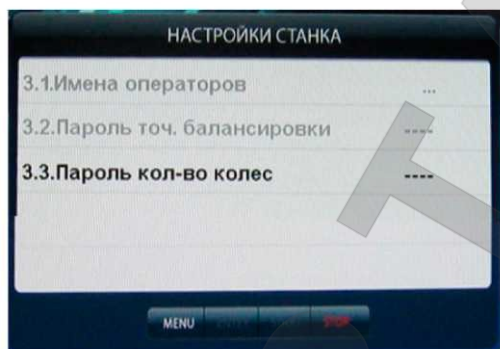 НАСТРОЙКИ СТАНКА
3.1.Имена операторов ...
3.2.Пароль точ. балансировки ----
3.3.Пароль кол-во колес ----
MENU STOP